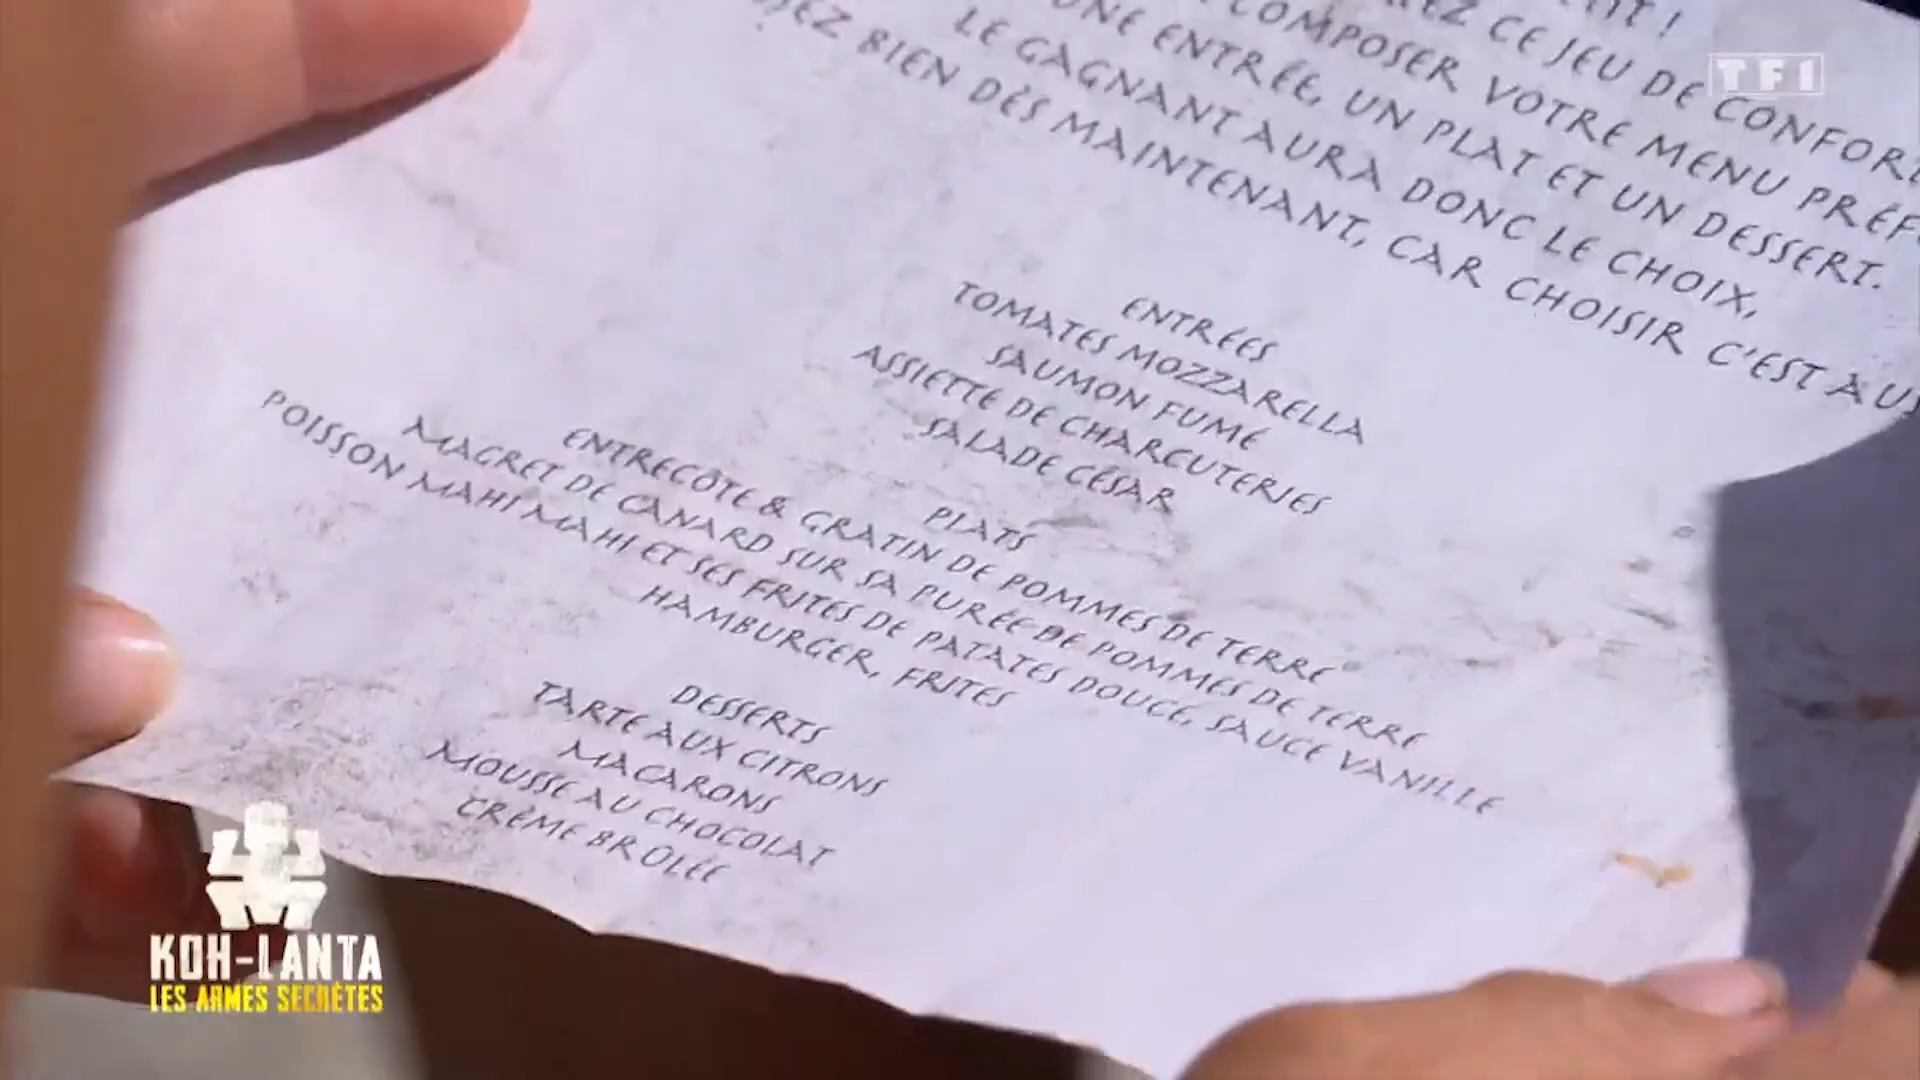 CE JEU DE CONFORT
COMPOSER VOTRE MENU
UNE ENTRÉE, UN PLAT ET UN DESSERT.
LE GAGNANT AURA DONC LE CHOIX,
BIEN DÈS MAINTENANT, CAR CHOISIR C'EST
ENTRÉES
TOMATES MOZZARELLA
SAUMON FUMÉ
ASSIETTE DE CHARCUTERIES
SALADE CÉSAR
PLATS
ENTRECÔTE & GRATIN DE POMMES DE TERRE
MAGRET DE CANARD SUR SA PURÉE DE POMMES DE TERRE
POISSON MAHI MAHI ET SES FRITES DE PATATES DOUCE, SAUCE VANILLE
HAMBURGER, FRITES
DESSERTS
TARTE AUX CITRONS
MACARONS
MOUSSE AU CHOCOLAT
CRÈME BRÛLÉE
TF1
KOH-LANTA
LES ARMES SECRÈTES